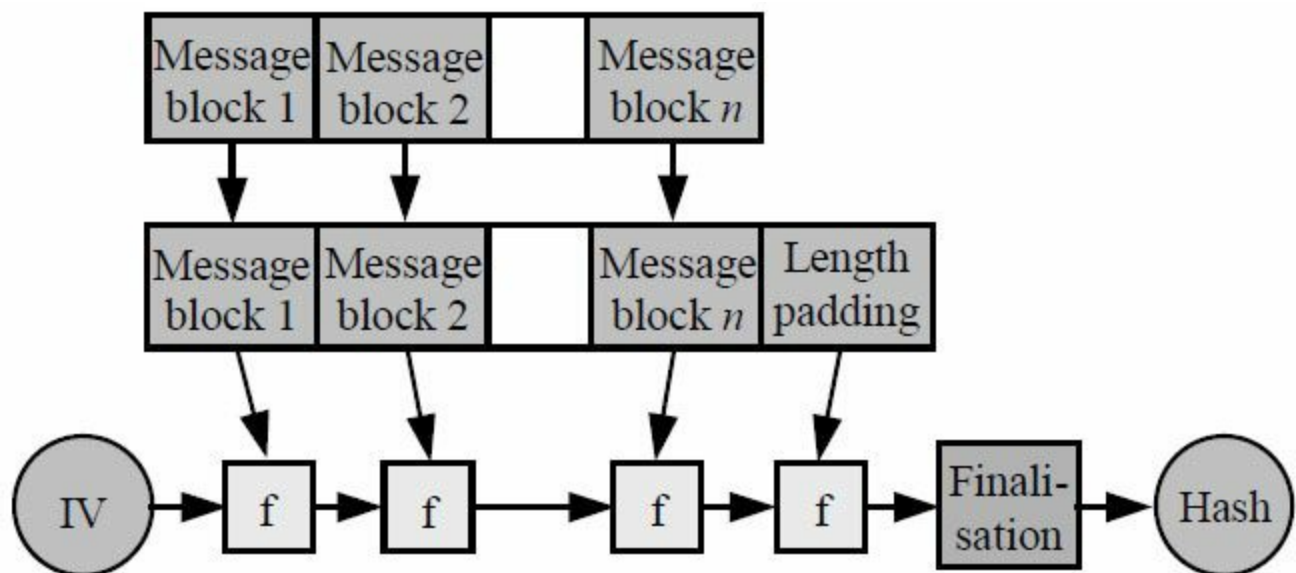 Message
block 1
Message
block 2
Message
block n
Message
block 1
Message
block 2
Message
block n
Length
padding
IV
f
f
f
f
Finali-
sation
Hash